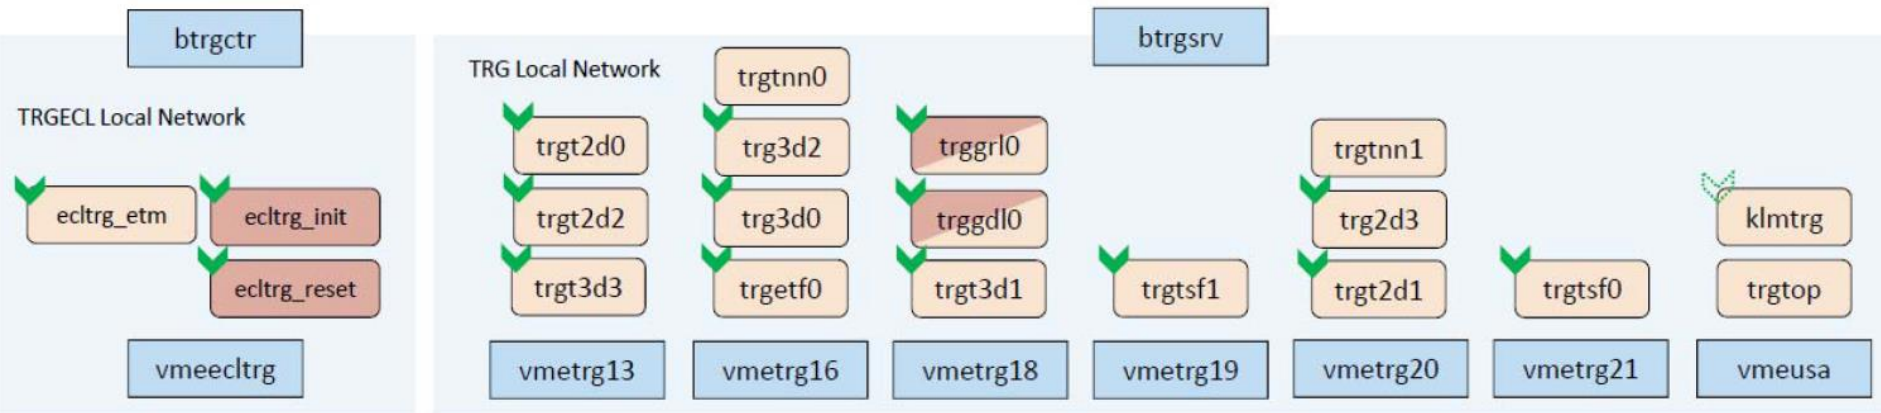 btrgctr
TRGECL Local Network
ecltrg_etm
ecltrg_init
ecltrg_reset
vmeecltrg
btrgsrv
TRG Local Network
trgt2d0
trgt2d2
trgt3d3
vmetrg13
trgtnn0
trg3d2
trg3d0
trgetf0
vmetrg16
trggrl0
trggdl0
trgt3d1
vmetrg18
trgtsf1
vmetrg19
trgtnn1
trg2d3
trgt2d1
vmetrg20
trgtsf0
vmetrg21
klmtrg
trgtop
vmeusa